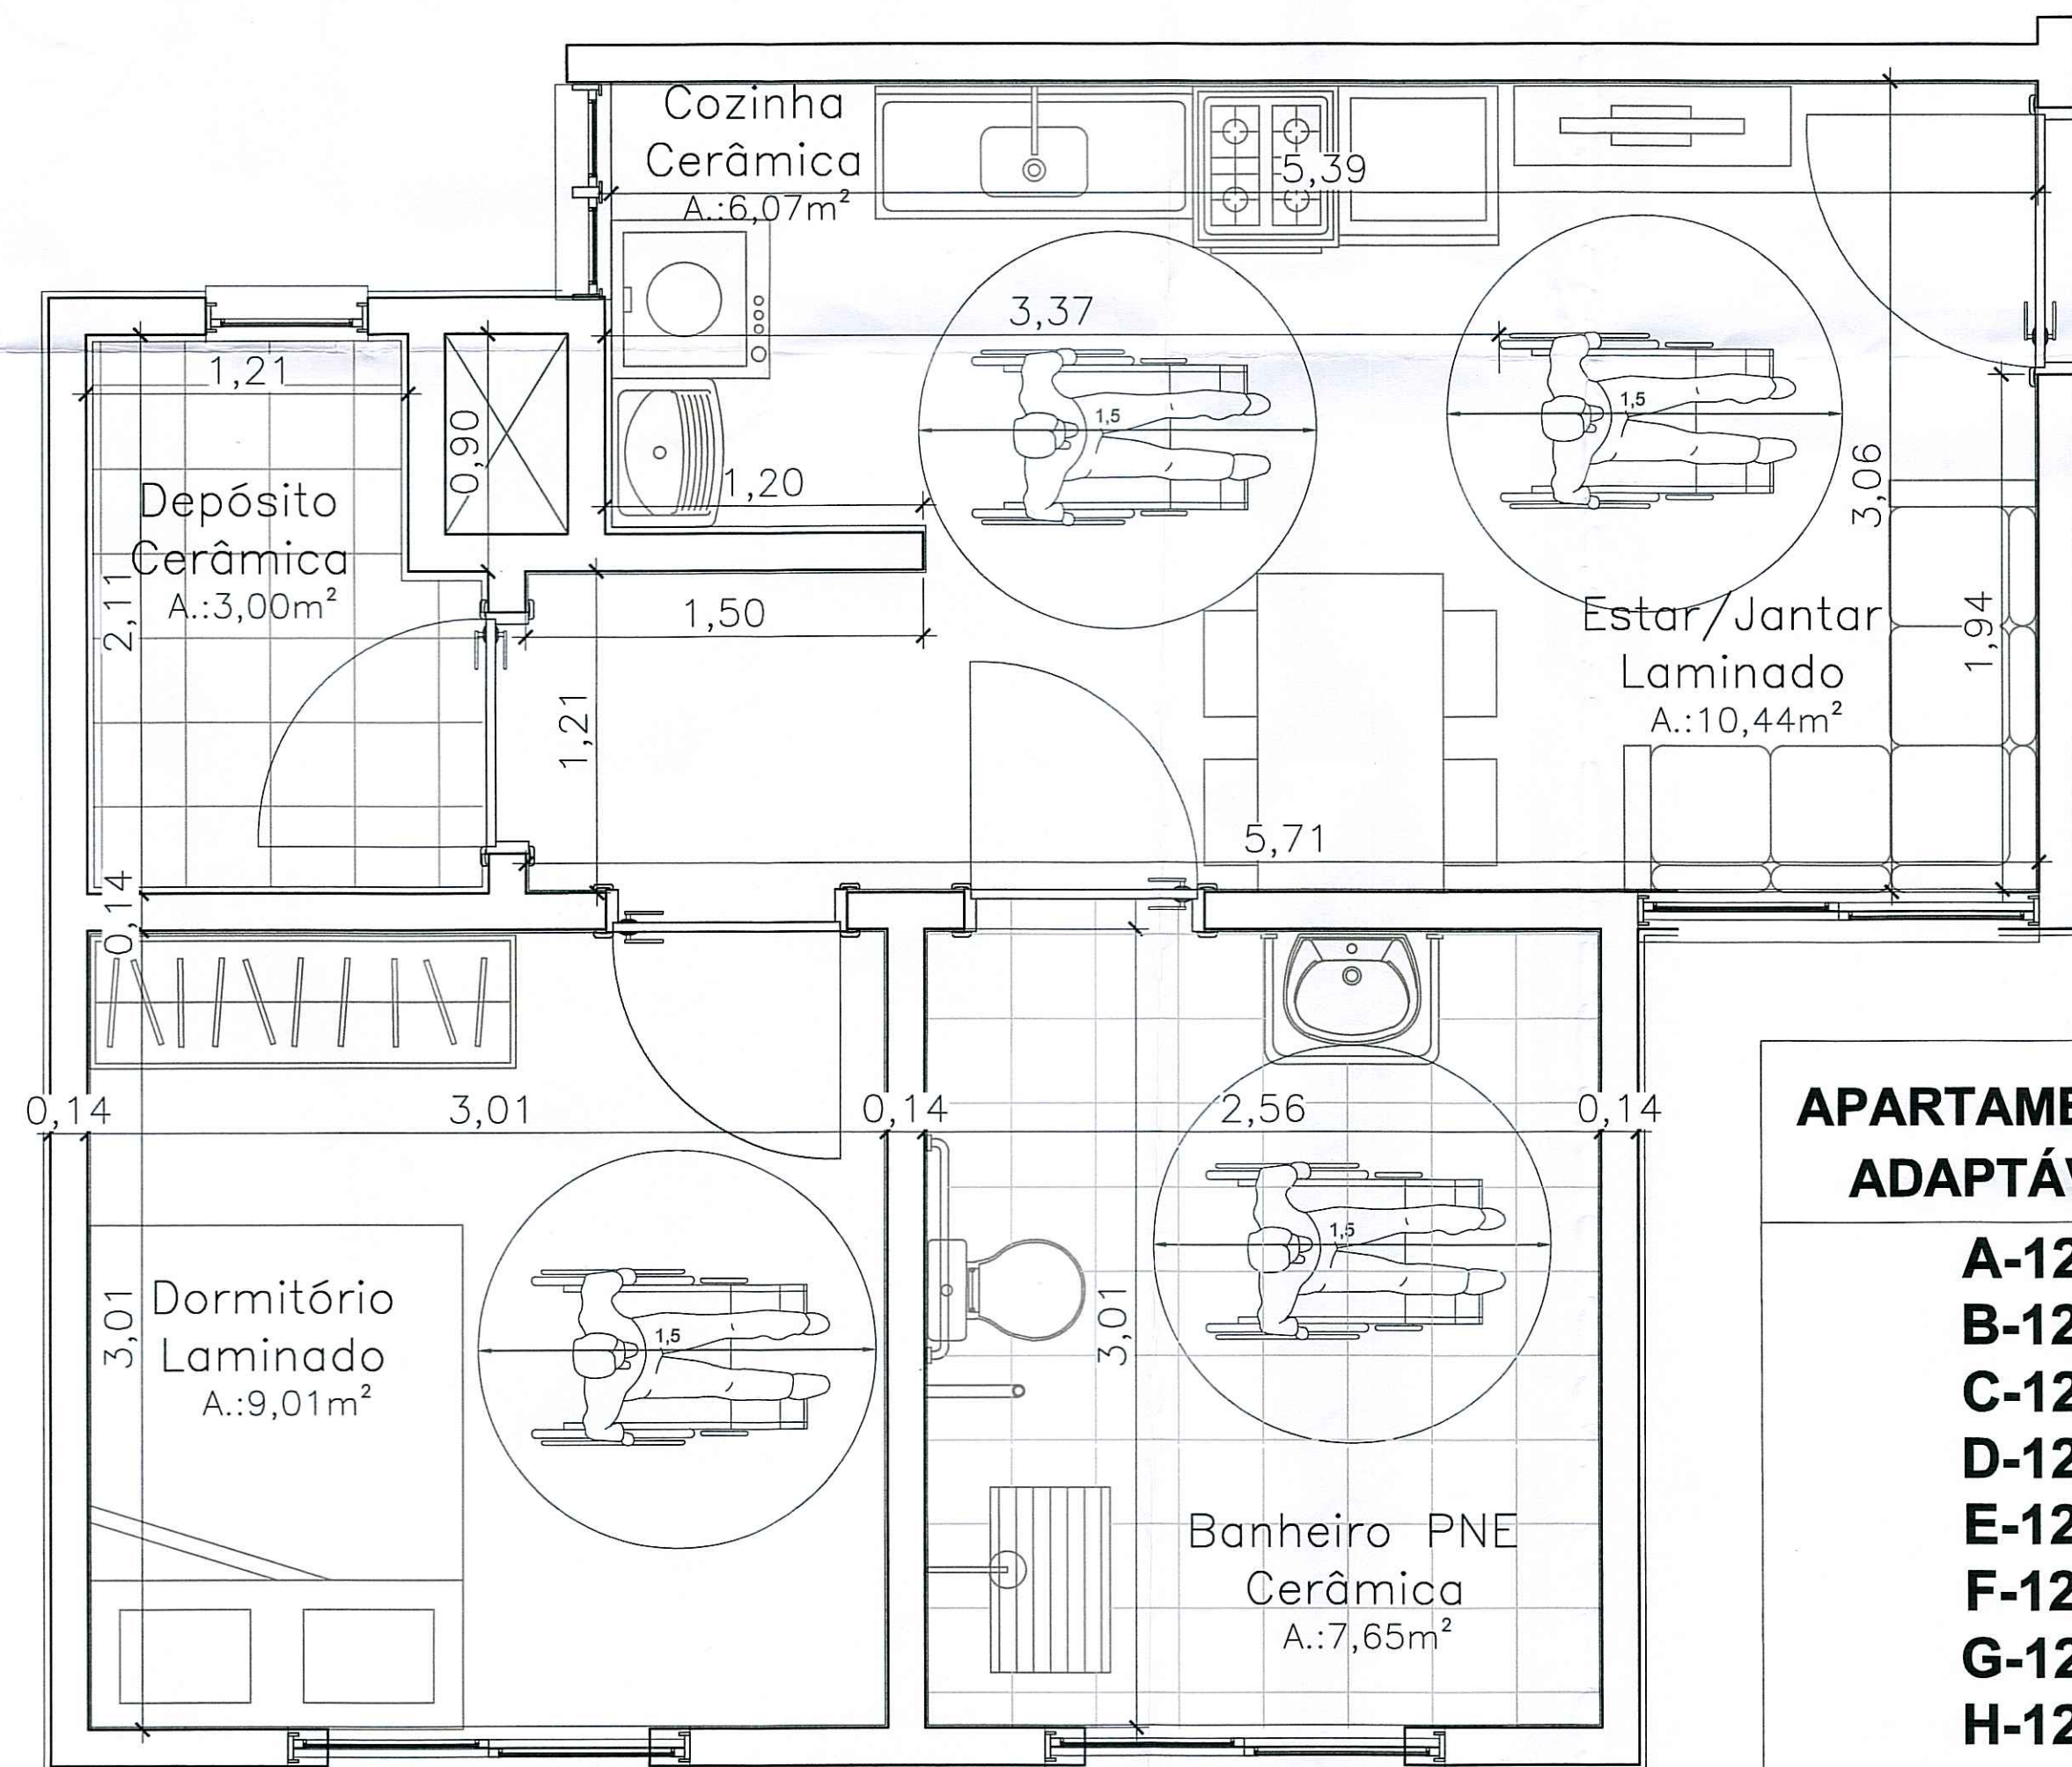 Cozinha
Cerâmica
A.:6,07m²
5,39
3,37
1,5
1,5
1,21
0,90
1,20
3,06
Depósito
Cerâmica
A.:3,00m²
2,11
1,50
1,21
Estar/Jantar
Laminado
A.:10,44m²
1,94
5,71
0,14
0,14
3,01
0,14
2,56
0,14
APARTAME
ADAPTÁV
A-12
B-12
C-12
D-12
E-12
F-12
G-12
H-12
1,5
1,5
3,01
Dormitório
Laminado
A.:9,01m²
3,01
Banheiro PNE
Cerâmica
A.:7,65m²